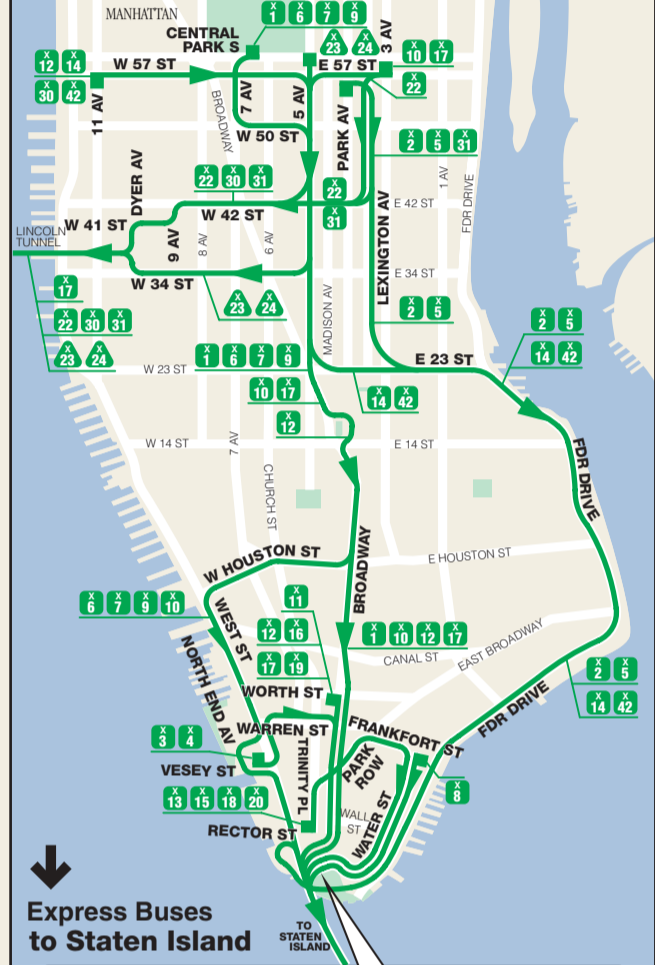 MANHATTAN
X1 X6 X7 X9
CENTRAL
PARK S
X23 X24
3 AV
X12 X14
W 57 ST
E 57 ST
X10 X17
X30 X42
X22
11 AV
BROADWAY
7 AV
5 AV
PARK AV
W 50 ST
X2 X5 X31
DYER AV
1 AV
FDR DRIVE
X22 X30 X31
X22
X31
W 42 ST
E 42 ST
LEXINGTON AV
LINCOLN
TUNNEL
W 41 ST
9 AV
8 AV
6 AV
W 34 ST
E 34 ST
MADISON AV
X17
X22 X30 X31
X23 X24
X23 X24
X2 X5
X2 X5
X14 X42
X1 X6 X7 X9
E 23 ST
W 23 ST
X10 X17
X14 X42
X12
W 14 ST
7 AV
E 14 ST
CHURCH ST
FDR DRIVE
BROADWAY
W HOUSTON ST
E HOUSTON ST
X6 X7 X9 X10
WEST ST
X11
X12 X16
X17 X19
X1 X10 X12 X17
CANAL ST
EAST BROADWAY
NORTH END AV
WORTH ST
X2 X5
X14 X42
FDR DRIVE
X3 X4
WARREN ST
FRANKFORT ST
VESEY ST
TRINITY PL
PARK
ROW
X8
X13 X15 X18 X20
WALL
ST
WATER ST
RECTOR ST
Express Buses
to Staten Island
TO
STATEN
ISLAND